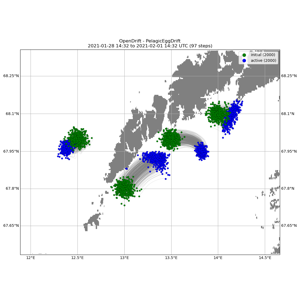 OpenDrift - PelagicEggDrift
2021-01-28 14:32 to 2021-02-01 14:32 UTC (97 steps)
initial (2000)
active (2000)
68.25°N
68.1°N
67.95°N
67.8°N
67.65°N
68.25°N
68.1°N
67.95°N
67.8°N
67.65°N
12°E
12.5°E
13°E
13.5°E
14°E
14.5°E